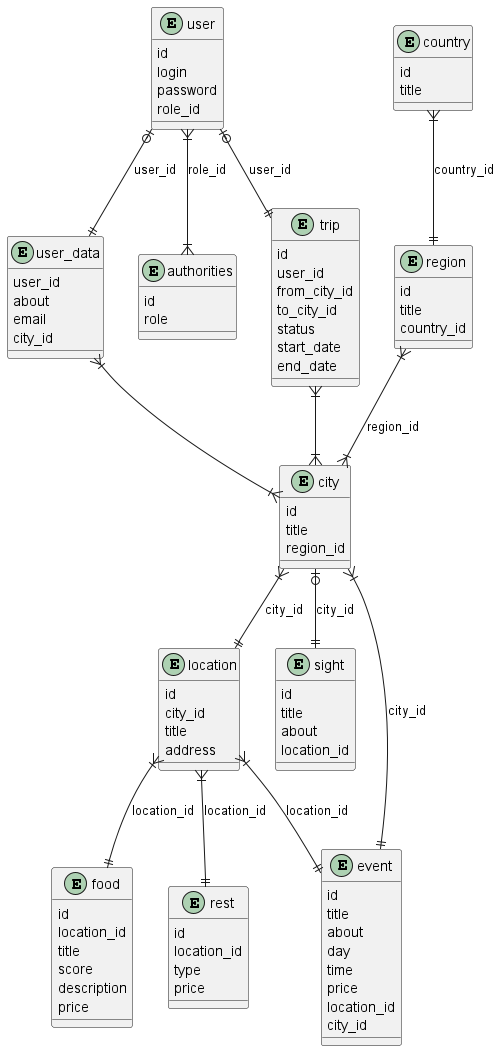 E user
id
login
password
role_id
E country
id
title
user_id
role_id
user_id
country_id
E user_data
user_id
about
email
city_id
E authorities
id
role
E trip
id
user_id
from_city_id
to_city_id
status
start_date
end_date
E region
id
title
country_id
region_id
E city
id
title
region_id
city_id
city_id
city_id
E location
id
city_id
title
address
E sight
id
title
about
location_id
location_id
location_id
location_id
E food
id
location_id
title
score
description
price
E rest
id
location_id
type
price
E event
id
title
about
day
time
price
location_id
city_id